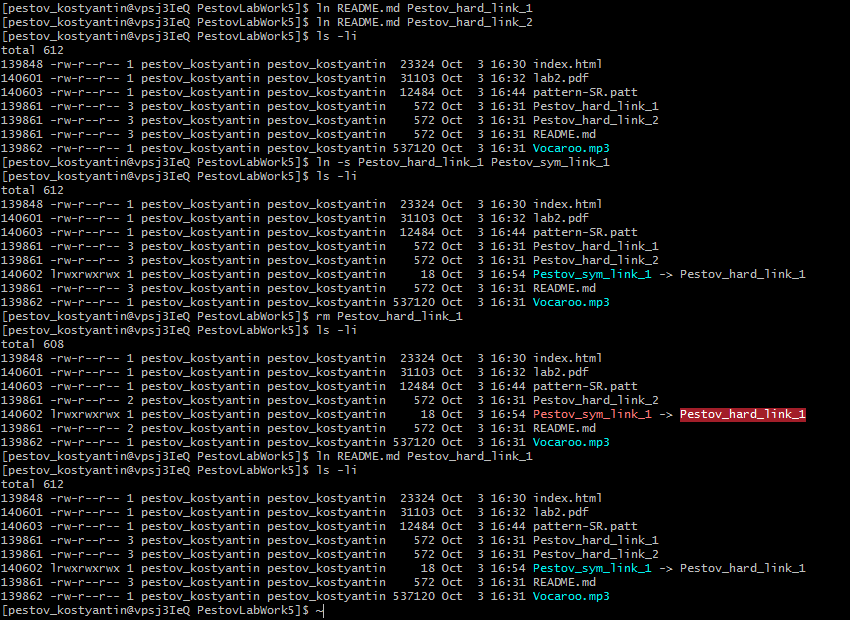 [pestov_kostyantin@vpsj3IeQ PestovLabWork5]$ ln README.md Pestov_hard_link_1
[pestov_kostyantin@vpsj3IeQ PestovLabWork5]$ ln README.md Pestov_hard_link_2
[pestov_kostyantin@vpsj3IeQ PestovLabWork5]$ ls -li
total 612
139848 -rw-r--r-- 1 pestov_kostyantin pestov_kostyantin  23324 Oct  3 16:30 index.html
140601 -rw-r--r-- 1 pestov_kostyantin pestov_kostyantin  31103 Oct  3 16:32 lab2.pdf
140603 -rw-r--r-- 1 pestov_kostyantin pestov_kostyantin  12484 Oct  3 16:44 pattern-SR.patt
139861 -rw-r--r-- 3 pestov_kostyantin pestov_kostyantin    572 Oct  3 16:31 Pestov_hard_link_1
139861 -rw-r--r-- 3 pestov_kostyantin pestov_kostyantin    572 Oct  3 16:31 Pestov_hard_link_2
139861 -rw-r--r-- 3 pestov_kostyantin pestov_kostyantin    572 Oct  3 16:31 README.md
139862 -rw-r--r-- 1 pestov_kostyantin pestov_kostyantin 537120 Oct  3 16:31 Vocaroo.mp3
[pestov_kostyantin@vpsj3IeQ PestovLabWork5]$ ln -s Pestov_hard_link_1 Pestov_sym_link_1
[pestov_kostyantin@vpsj3IeQ PestovLabWork5]$ ls -li
total 612
139848 -rw-r--r-- 1 pestov_kostyantin pestov_kostyantin  23324 Oct  3 16:30 index.html
140601 -rw-r--r-- 1 pestov_kostyantin pestov_kostyantin  31103 Oct  3 16:32 lab2.pdf
140603 -rw-r--r-- 1 pestov_kostyantin pestov_kostyantin  12484 Oct  3 16:44 pattern-SR.patt
139861 -rw-r--r-- 3 pestov_kostyantin pestov_kostyantin    572 Oct  3 16:31 Pestov_hard_link_1
139861 -rw-r--r-- 3 pestov_kostyantin pestov_kostyantin    572 Oct  3 16:31 Pestov_hard_link_2
140602 lrwxrwxrwx 1 pestov_kostyantin pestov_kostyantin     18 Oct  3 16:54 Pestov_sym_link_1 -> Pestov_hard_link_1
139861 -rw-r--r-- 3 pestov_kostyantin pestov_kostyantin    572 Oct  3 16:31 README.md
139862 -rw-r--r-- 1 pestov_kostyantin pestov_kostyantin 537120 Oct  3 16:31 Vocaroo.mp3
[pestov_kostyantin@vpsj3IeQ PestovLabWork5]$ rm Pestov_hard_link_1
[pestov_kostyantin@vpsj3IeQ PestovLabWork5]$ ls -li
total 608
139848 -rw-r--r-- 1 pestov_kostyantin pestov_kostyantin  23324 Oct  3 16:30 index.html
140601 -rw-r--r-- 1 pestov_kostyantin pestov_kostyantin  31103 Oct  3 16:32 lab2.pdf
140603 -rw-r--r-- 1 pestov_kostyantin pestov_kostyantin  12484 Oct  3 16:44 pattern-SR.patt
139861 -rw-r--r-- 2 pestov_kostyantin pestov_kostyantin    572 Oct  3 16:31 Pestov_hard_link_2
140602 lrwxrwxrwx 1 pestov_kostyantin pestov_kostyantin     18 Oct  3 16:54 Pestov_sym_link_1 -> Pestov_hard_link_1
139861 -rw-r--r-- 2 pestov_kostyantin pestov_kostyantin    572 Oct  3 16:31 README.md
139862 -rw-r--r-- 1 pestov_kostyantin pestov_kostyantin 537120 Oct  3 16:31 Vocaroo.mp3
[pestov_kostyantin@vpsj3IeQ PestovLabWork5]$ ln README.md Pestov_hard_link_1
[pestov_kostyantin@vpsj3IeQ PestovLabWork5]$ ls -li
total 612
139848 -rw-r--r-- 1 pestov_kostyantin pestov_kostyantin  23324 Oct  3 16:30 index.html
140601 -rw-r--r-- 1 pestov_kostyantin pestov_kostyantin  31103 Oct  3 16:32 lab2.pdf
140603 -rw-r--r-- 1 pestov_kostyantin pestov_kostyantin  12484 Oct  3 16:44 pattern-SR.patt
139861 -rw-r--r-- 3 pestov_kostyantin pestov_kostyantin    572 Oct  3 16:31 Pestov_hard_link_1
139861 -rw-r--r-- 3 pestov_kostyantin pestov_kostyantin    572 Oct  3 16:31 Pestov_hard_link_2
140602 lrwxrwxrwx 1 pestov_kostyantin pestov_kostyantin     18 Oct  3 16:54 Pestov_sym_link_1 -> Pestov_hard_link_1
139861 -rw-r--r-- 3 pestov_kostyantin pestov_kostyantin    572 Oct  3 16:31 README.md
139862 -rw-r--r-- 1 pestov_kostyantin pestov_kostyantin 537120 Oct  3 16:31 Vocaroo.mp3
[pestov_kostyantin@vpsj3IeQ PestovLabWork5]$ ~